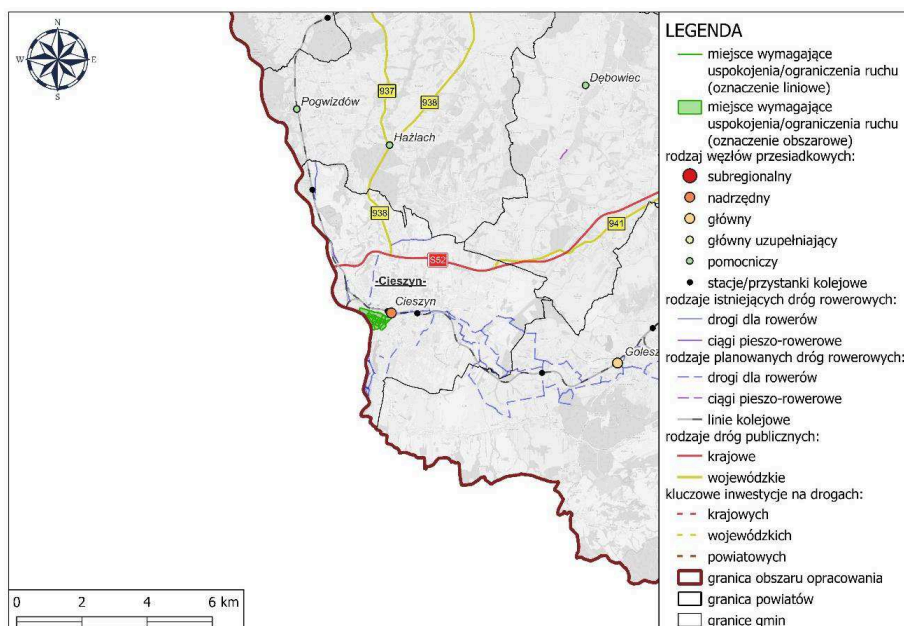 N
W
E
S
937
938
Dębowiec
Pogwizdów
Hażlach
938
941
S52
-Cieszyn-
Cieszyn
Golesz
0 2 4 6 km
LEGENDA
miejsce wymagające
uspokojenia/ograniczenia ruchu
(oznaczenie liniowe)
miejsce wymagające
uspokojenia/ograniczenia ruchu
(oznaczenie obszarowe)
rodzaj węzłów przesiadkowych:
subregionalny
nadrzędny
główny
główny uzupełniający
pomocniczy
stacje/przystanki kolejowe
rodzaje istniejących dróg rowerowych:
drogi dla rowerów
ciągi pieszo-rowerowe
rodzaje planowanych dróg rowerowych:
drogi dla rowerów
ciągi pieszo-rowerowe
linie kolejowe
rodzaje dróg publicznych:
krajowe
wojewódzkie
kluczowe inwestycje na drogach:
krajowych
wojewódzkich
powiatowych
granica obszaru opracowania
granica powiatów
granice gmin